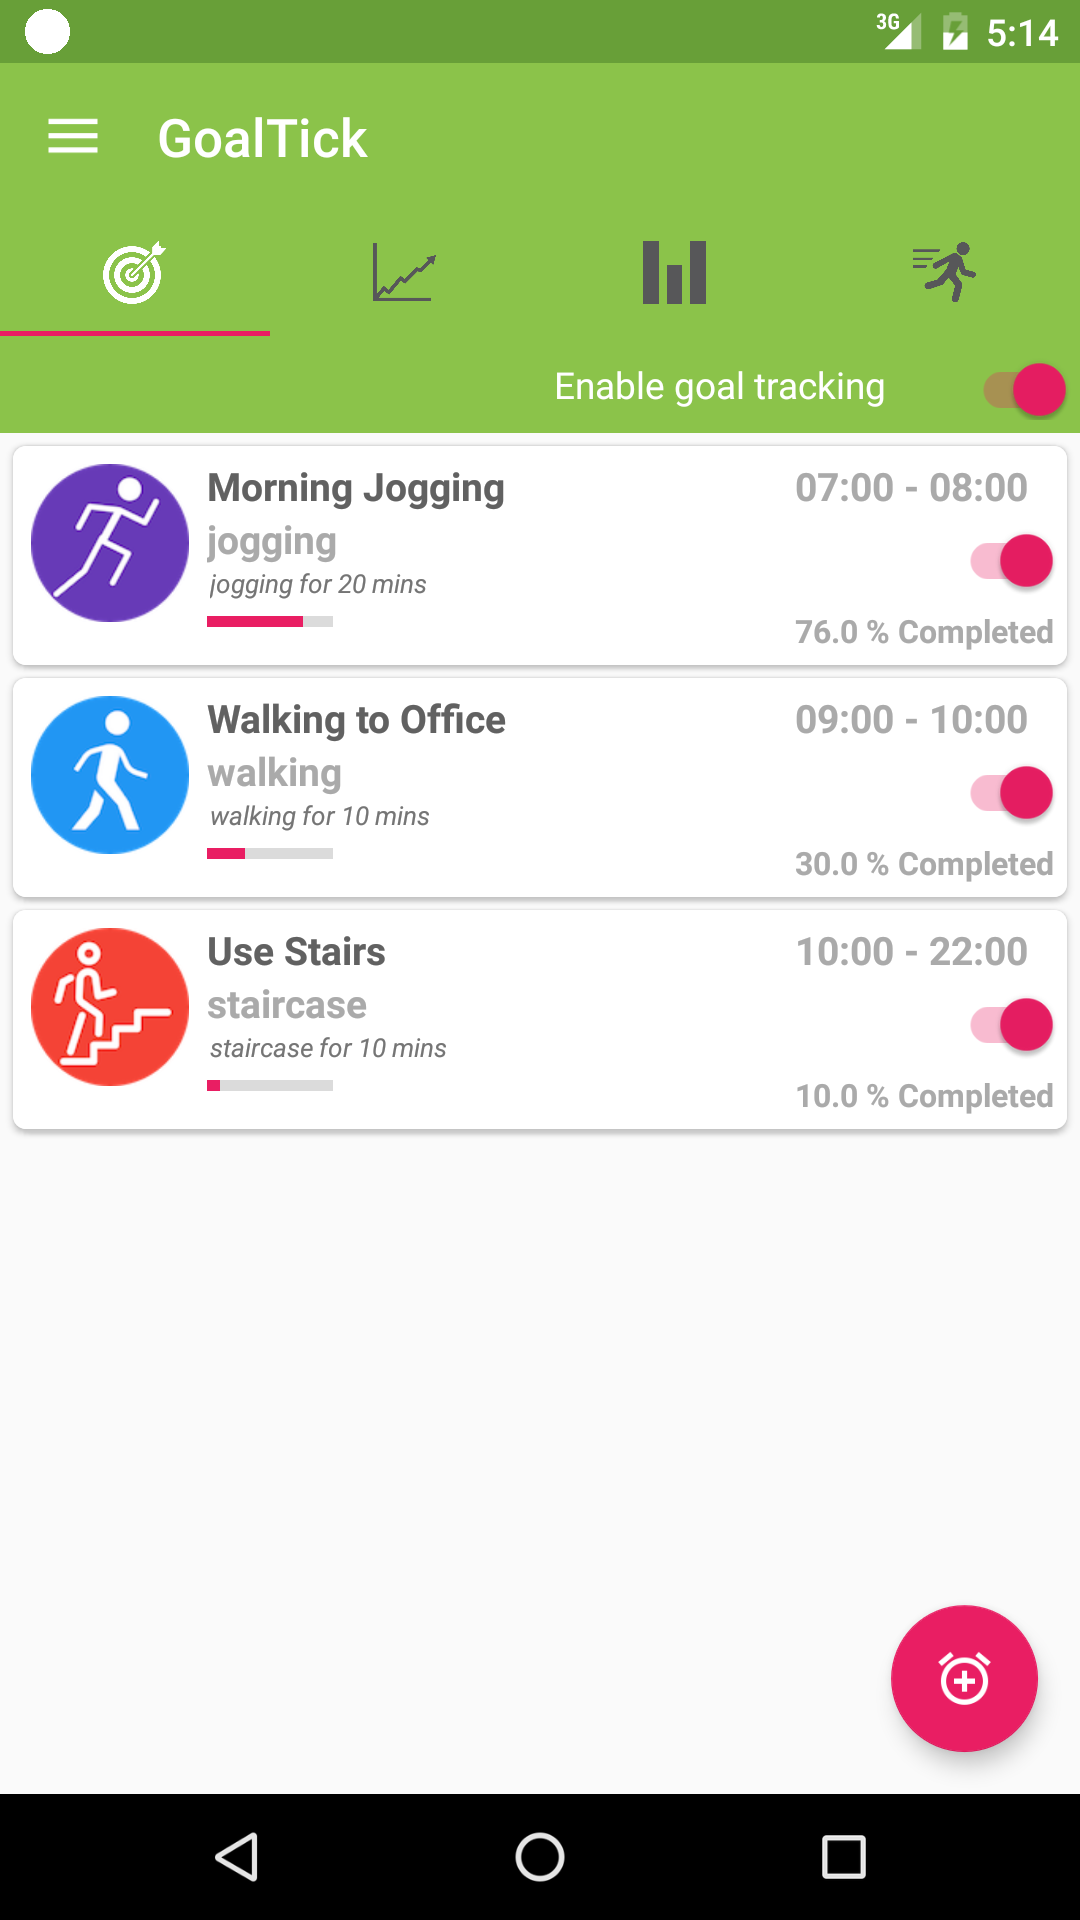 3G 5:14
GoalTick
Enable goal tracking
Morning Jogging 07:00 - 08:00
jogging
jogging for 20 mins
76.0 % Completed
Walking to Office 09:00 - 10:00
walking
walking for 10 mins
30.0 % Completed
Use Stairs 10:00 - 22:00
staircase
staircase for 10 mins
10.0 % Completed